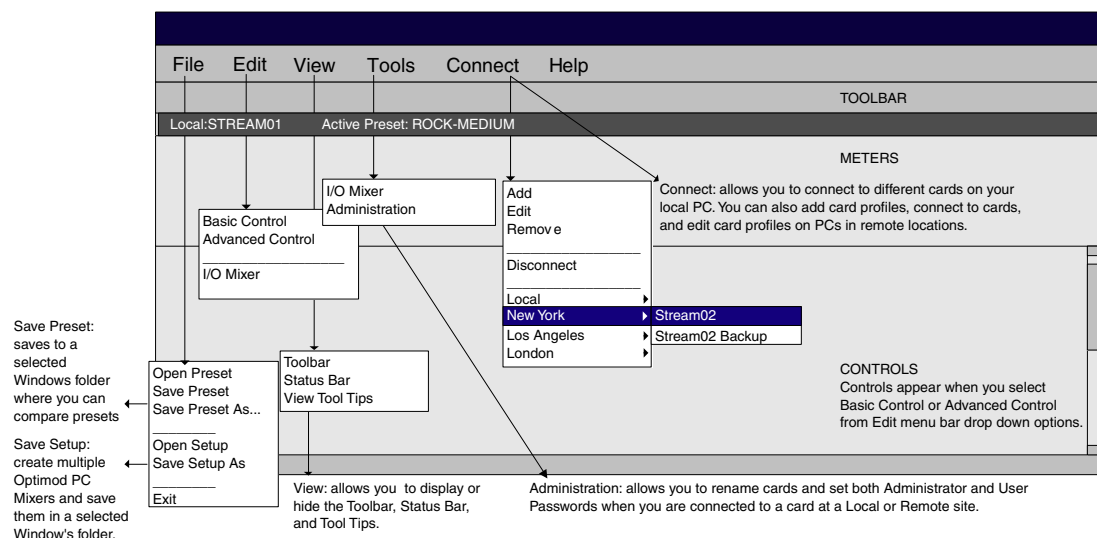 File Edit View Tools Connect Help
TOOLBAR
Local:STREAM01 Active Preset: ROCK-MEDIUM
METERS
I/O Mixer
Administration
Add
Edit
Remove
Disconnect
Local
New York
Los Angeles
London
Stream02
Stream02 Backup
Connect: allows you to connect to different cards on your
local PC. You can also add card profiles, connect to cards,
and edit card profiles on PCs in remote locations.
Basic Control
Advanced Control
I/O Mixer
Save Preset:
saves to a
selected
Windows folder
where you can
compare presets
Save Setup:
create multiple
Optimod PC
Mixers and save
them in a selected
Window's folder.
Open Preset
Save Preset
Save Preset As...
Open Setup
Save Setup As
Exit
Toolbar
Status Bar
View Tool Tips
CONTROLS
Controls appear when you select
Basic Control or Advanced Control
from Edit menu bar drop down options.
View: allows you to display or
hide the Toolbar, Status Bar,
and Tool Tips.
Administration: allows you to rename cards and set both Administrator and User
Passwords when you are connected to a card at a Local or Remote site.